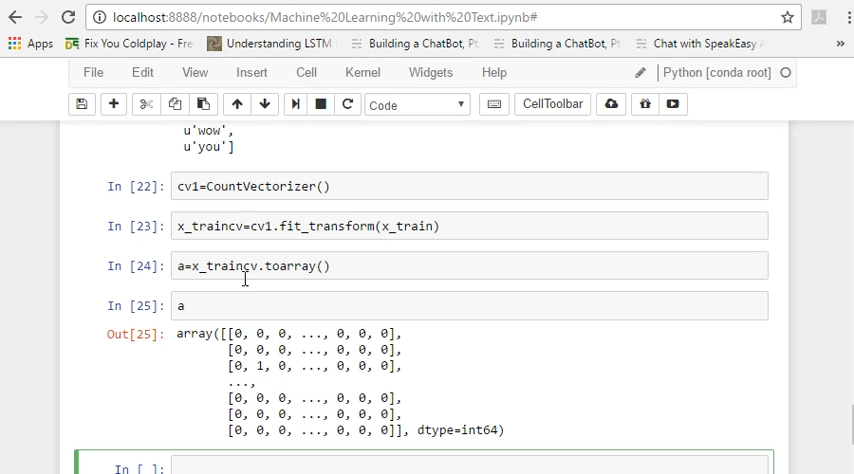 localhost:8888/notebooks/Machine%20Learning%20with%20Text.ipynb#
Apps Fix You Coldplay - Fre Understanding LSTM Building a ChatBot, Pt Building a ChatBot, Pt Chat with SpeakEasy
File Edit View Insert Cell Kernel Widgets Help Python [conda root]
Code CellToolbar
u'wow',
u'you']
In [22]: cv1=CountVectorizer()
In [23]: x_traincv=cv1.fit_transform(x_train)
In [24]: a=x_traincv.toarray()
In [25]: a
Out[25]: array([[0, 0, 0, ..., 0, 0, 0],
[0, 0, 0, ..., 0, 0, 0],
[0, 1, 0, ..., 0, 0, 0],
...,
[0, 0, 0, ..., 0, 0, 0],
[0, 0, 0, ..., 0, 0, 0],
[0, 0, 0, ..., 0, 0, 0]], dtype=int64)
In [ ]: